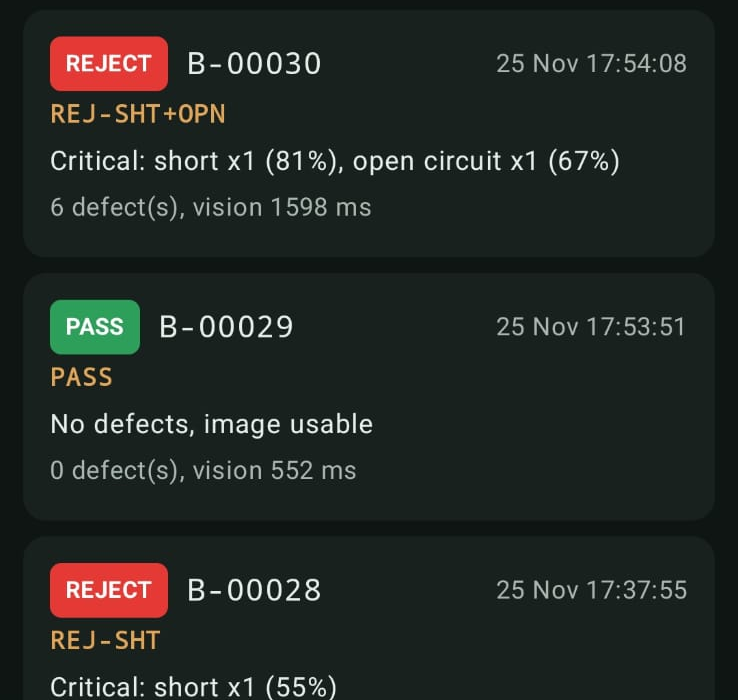 REJECT B-00030 25 Nov 17:54:08
REJ-SHT+OPN
Critical: short x1 (81%), open circuit x1 (67%)
6 defect(s), vision 1598 ms
PASS B-00029 25 Nov 17:53:51
PASS
No defects, image usable
0 defect(s), vision 552 ms
REJECT B-00028 25 Nov 17:37:55
REJ-SHT
Critical: short x1 (55%)